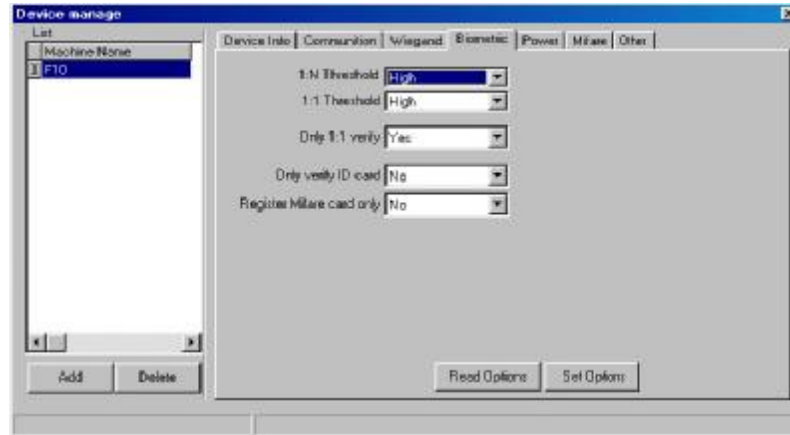 Device manage
List
Machine Name
F10
Device Info Communition Wiegand Biometric Power Mifare Other
1:N Threshold High
1:1 Threshold High
Only 1:1 verify Yes
Only verify ID card No
Register Mifare card only No
Add Delete
Read Options Set Options